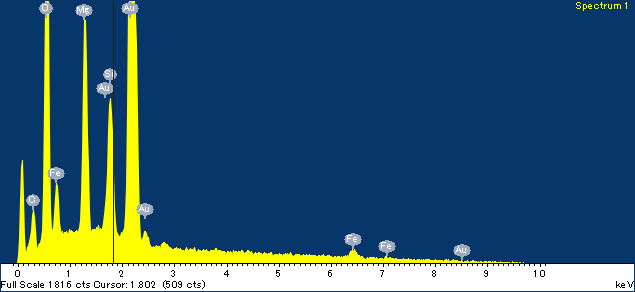 Spectrum 1
O Mg Au
Si
Au
Fe
Au
Fe Fe Au
0 1 2 3 4 5 6 7 8 9 10
Full Scale 1816 cts Cursor: 1.802 (509 cts) keV